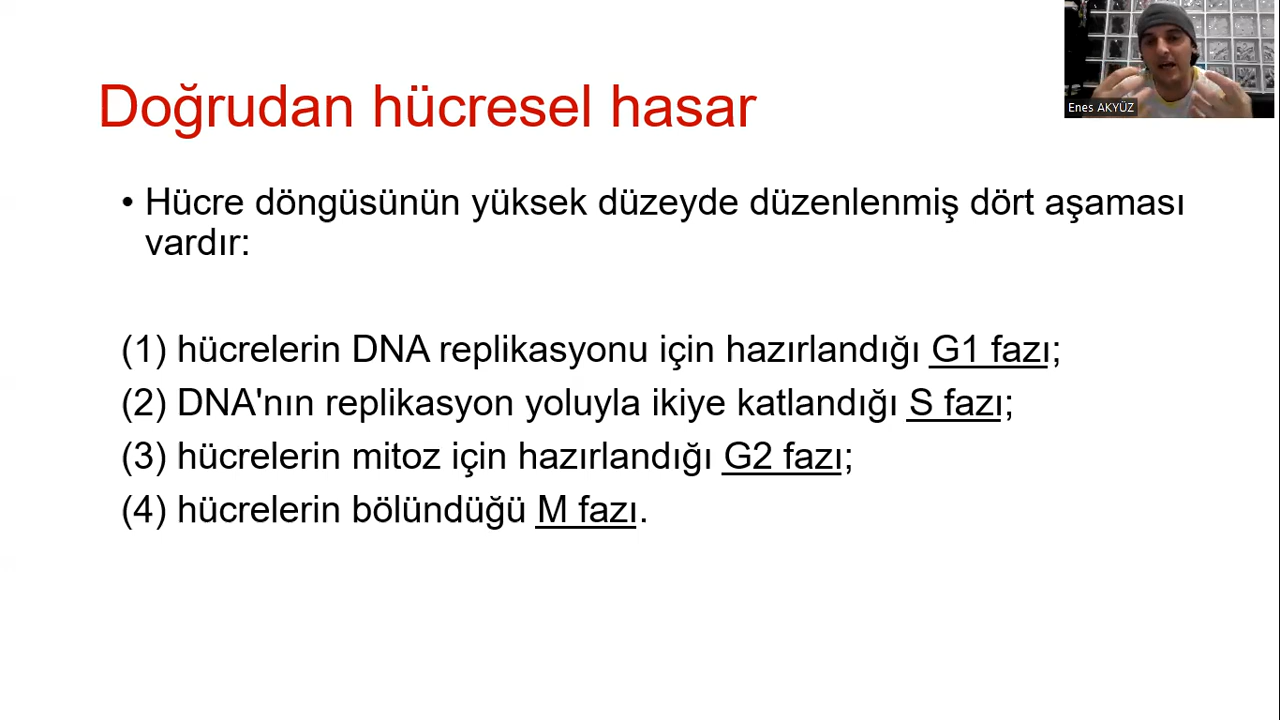 Enes AKYÜZ
Doğrudan hücresel hasar
• Hücre döngüsünün yüksek düzeyde düzenlenmiş dört aşaması
vardır:
(1) hücrelerin DNA replikasyonu için hazırlandığı G1 fazı;
(2) DNA'nın replikasyon yoluyla ikiye katlandığı S fazı;
(3) hücrelerin mitoz için hazırlandığı G2 fazı;
(4) hücrelerin bölündüğü M fazı.